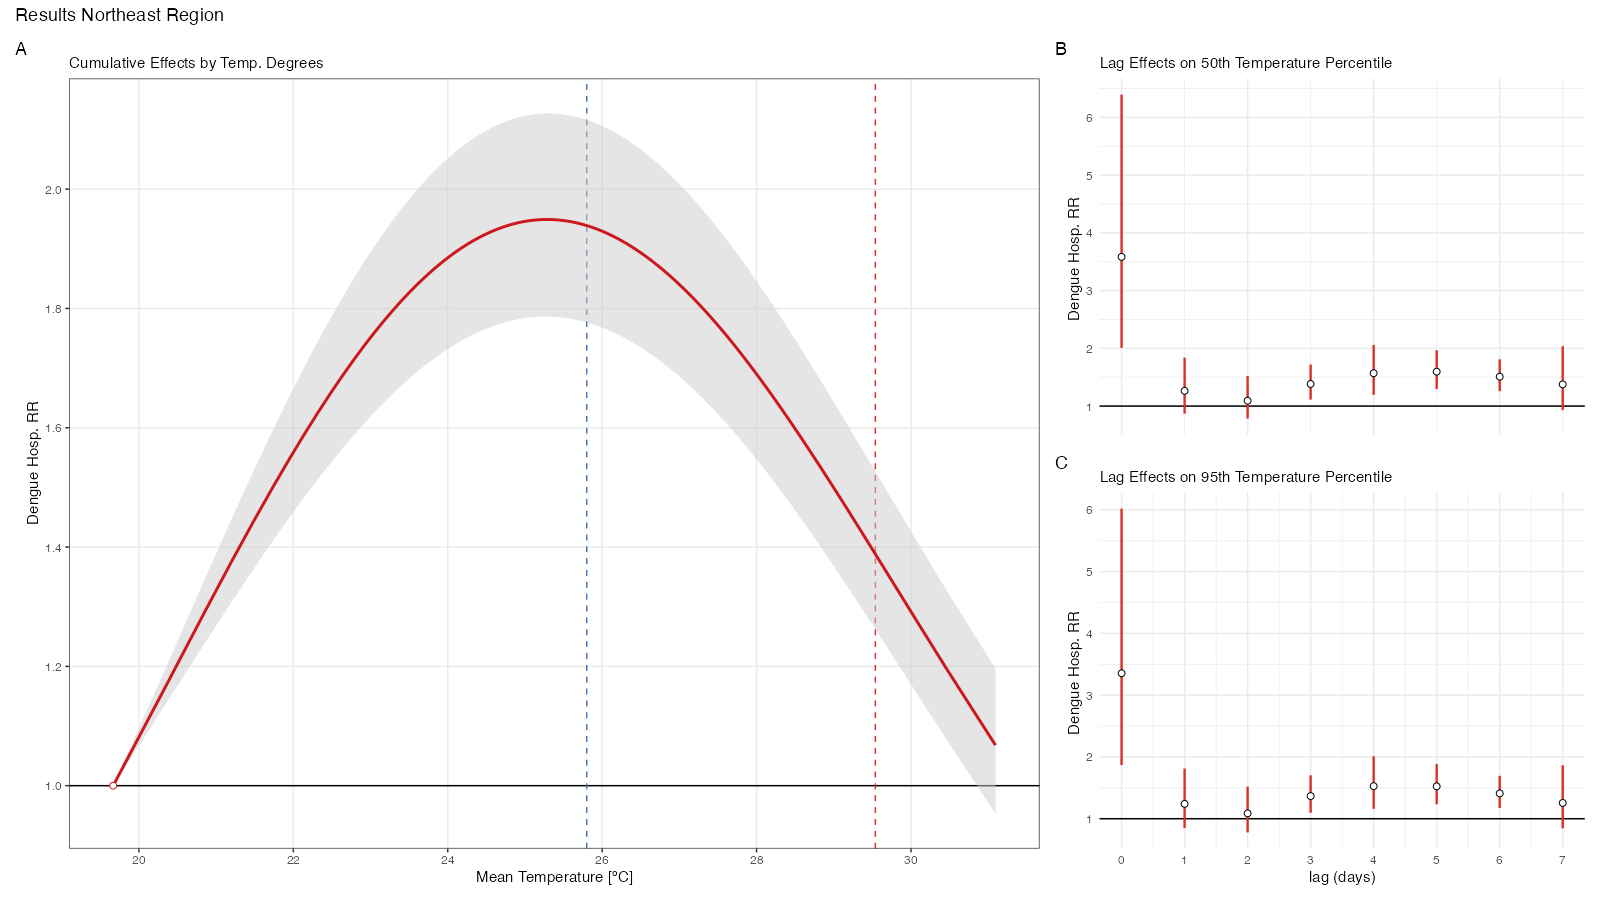 Results Northeast Region
A
Cumulative Effects by Temp. Degrees
Dengue Hosp. RR
2.0
1.8
1.6
1.4
1.2
1.0
20 22 24 26 28 30
Mean Temperature [°C]
B
Lag Effects on 50th Temperature Percentile
Dengue Hosp. RR
6
5
4
3
2
1
C
Lag Effects on 95th Temperature Percentile
Dengue Hosp. RR
6
5
4
3
2
1
0 1 2 3 4 5 6 7
lag (days)